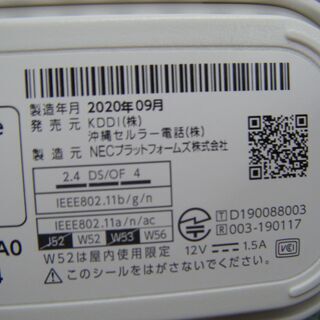 製造年月 2020年09月
発売元 KDDI(株)
沖縄セルラー電話(株)
製造元 NECプラットフォームズ株式会社
2.4 DS/OF 4
IEEE802.11b/g/n
IEEE802.11a/n/ac
J52 W52 W53 W56
W52は屋内使用限定
T D190088003
R 003-190117
12V 1.5A
VCCI
このシールをはがさないでください。
e
A0
4